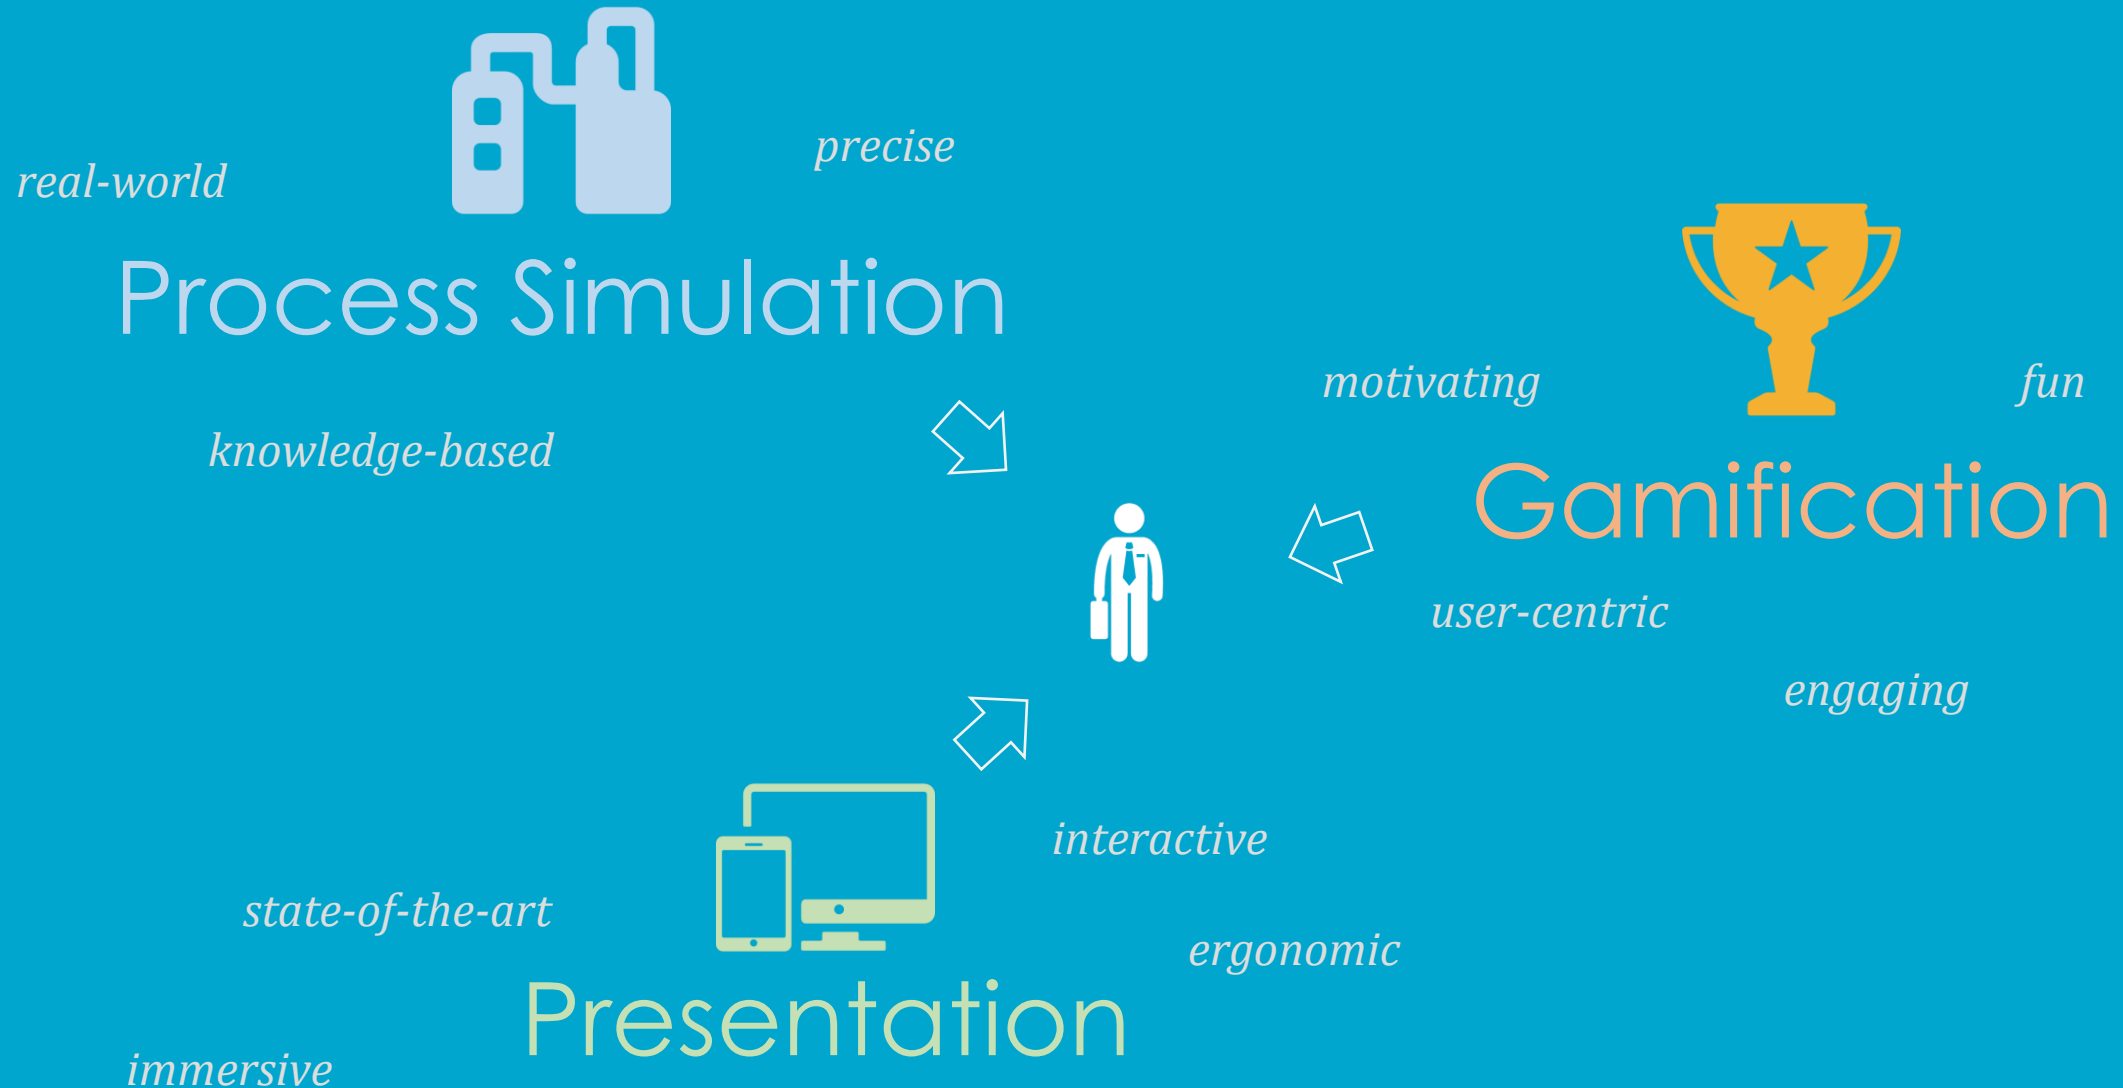 precise
real-world
Process Simulation
knowledge-based
motivating
fun
Gamification
user-centric
engaging
interactive
state-of-the-art
ergonomic
Presentation
immersive